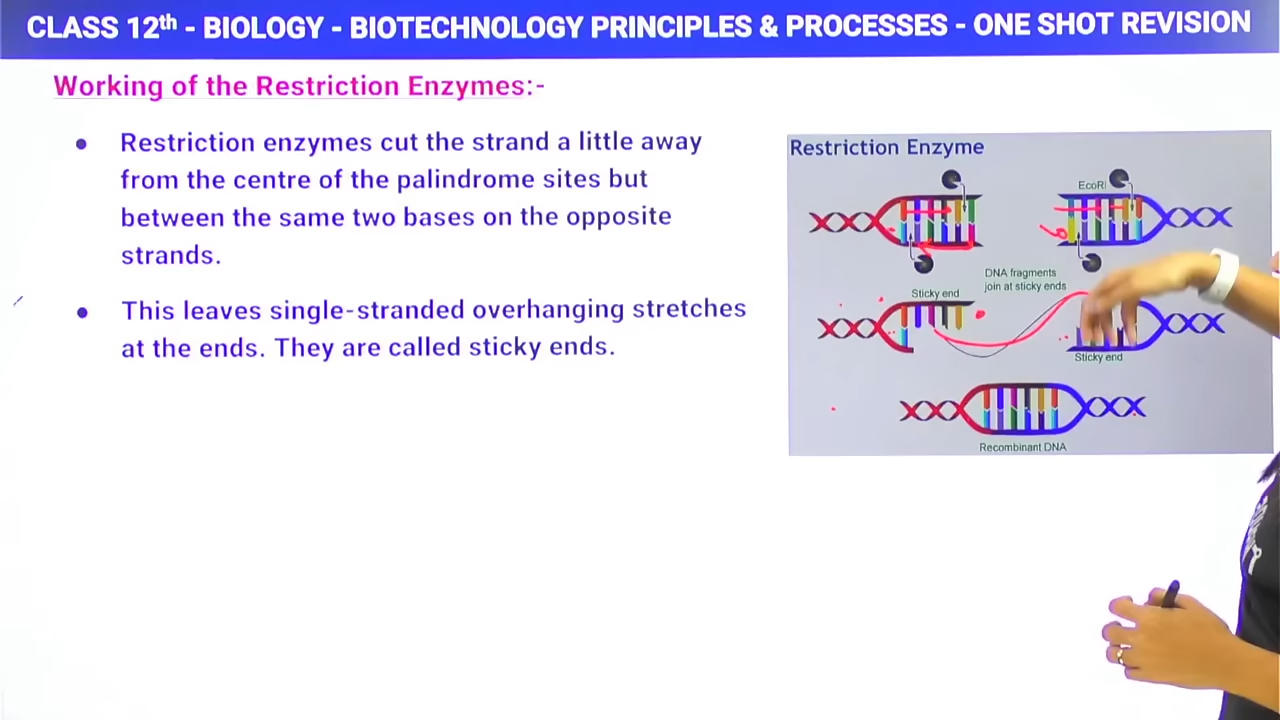 CLASS 12th - BIOLOGY - BIOTECHNOLOGY PRINCIPLES & PROCESSES - ONE SHOT REVISION
Working of the Restriction Enzymes:-
● Restriction enzymes cut the strand a little away
from the centre of the palindrome sites but
between the same two bases on the opposite
strands.
● This leaves single-stranded overhanging stretches
at the ends. They are called sticky ends.
Restriction Enzyme
EcoRI
DNA fragments
join at sticky ends
Sticky end
Sticky end
Recombinant DNA